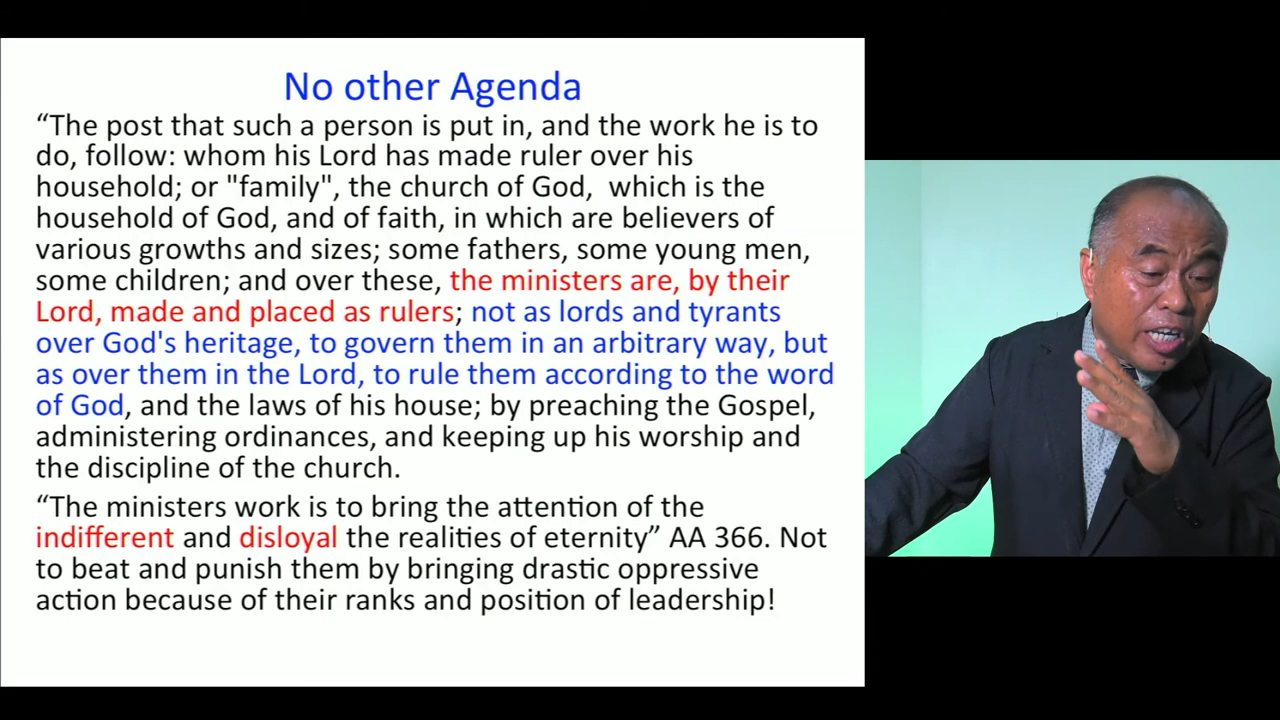 No other Agenda
“The post that such a person is put in, and the work he is to
do, follow: whom his Lord has made ruler over his
household; or "family", the church of God,  which is the
household of God, and of faith, in which are believers of
various growths and sizes; some fathers, some young men,
some children; and over these, the ministers are, by their
Lord, made and placed as rulers; not as lords and tyrants
over God's heritage, to govern them in an arbitrary way, but
as over them in the Lord, to rule them according to the word
of God, and the laws of his house; by preaching the Gospel,
administering ordinances, and keeping up his worship and
the discipline of the church.
“The ministers work is to bring the attention of the
indifferent and disloyal the realities of eternity” AA 366. Not
to beat and punish them by bringing drastic oppressive
action because of their ranks and position of leadership!